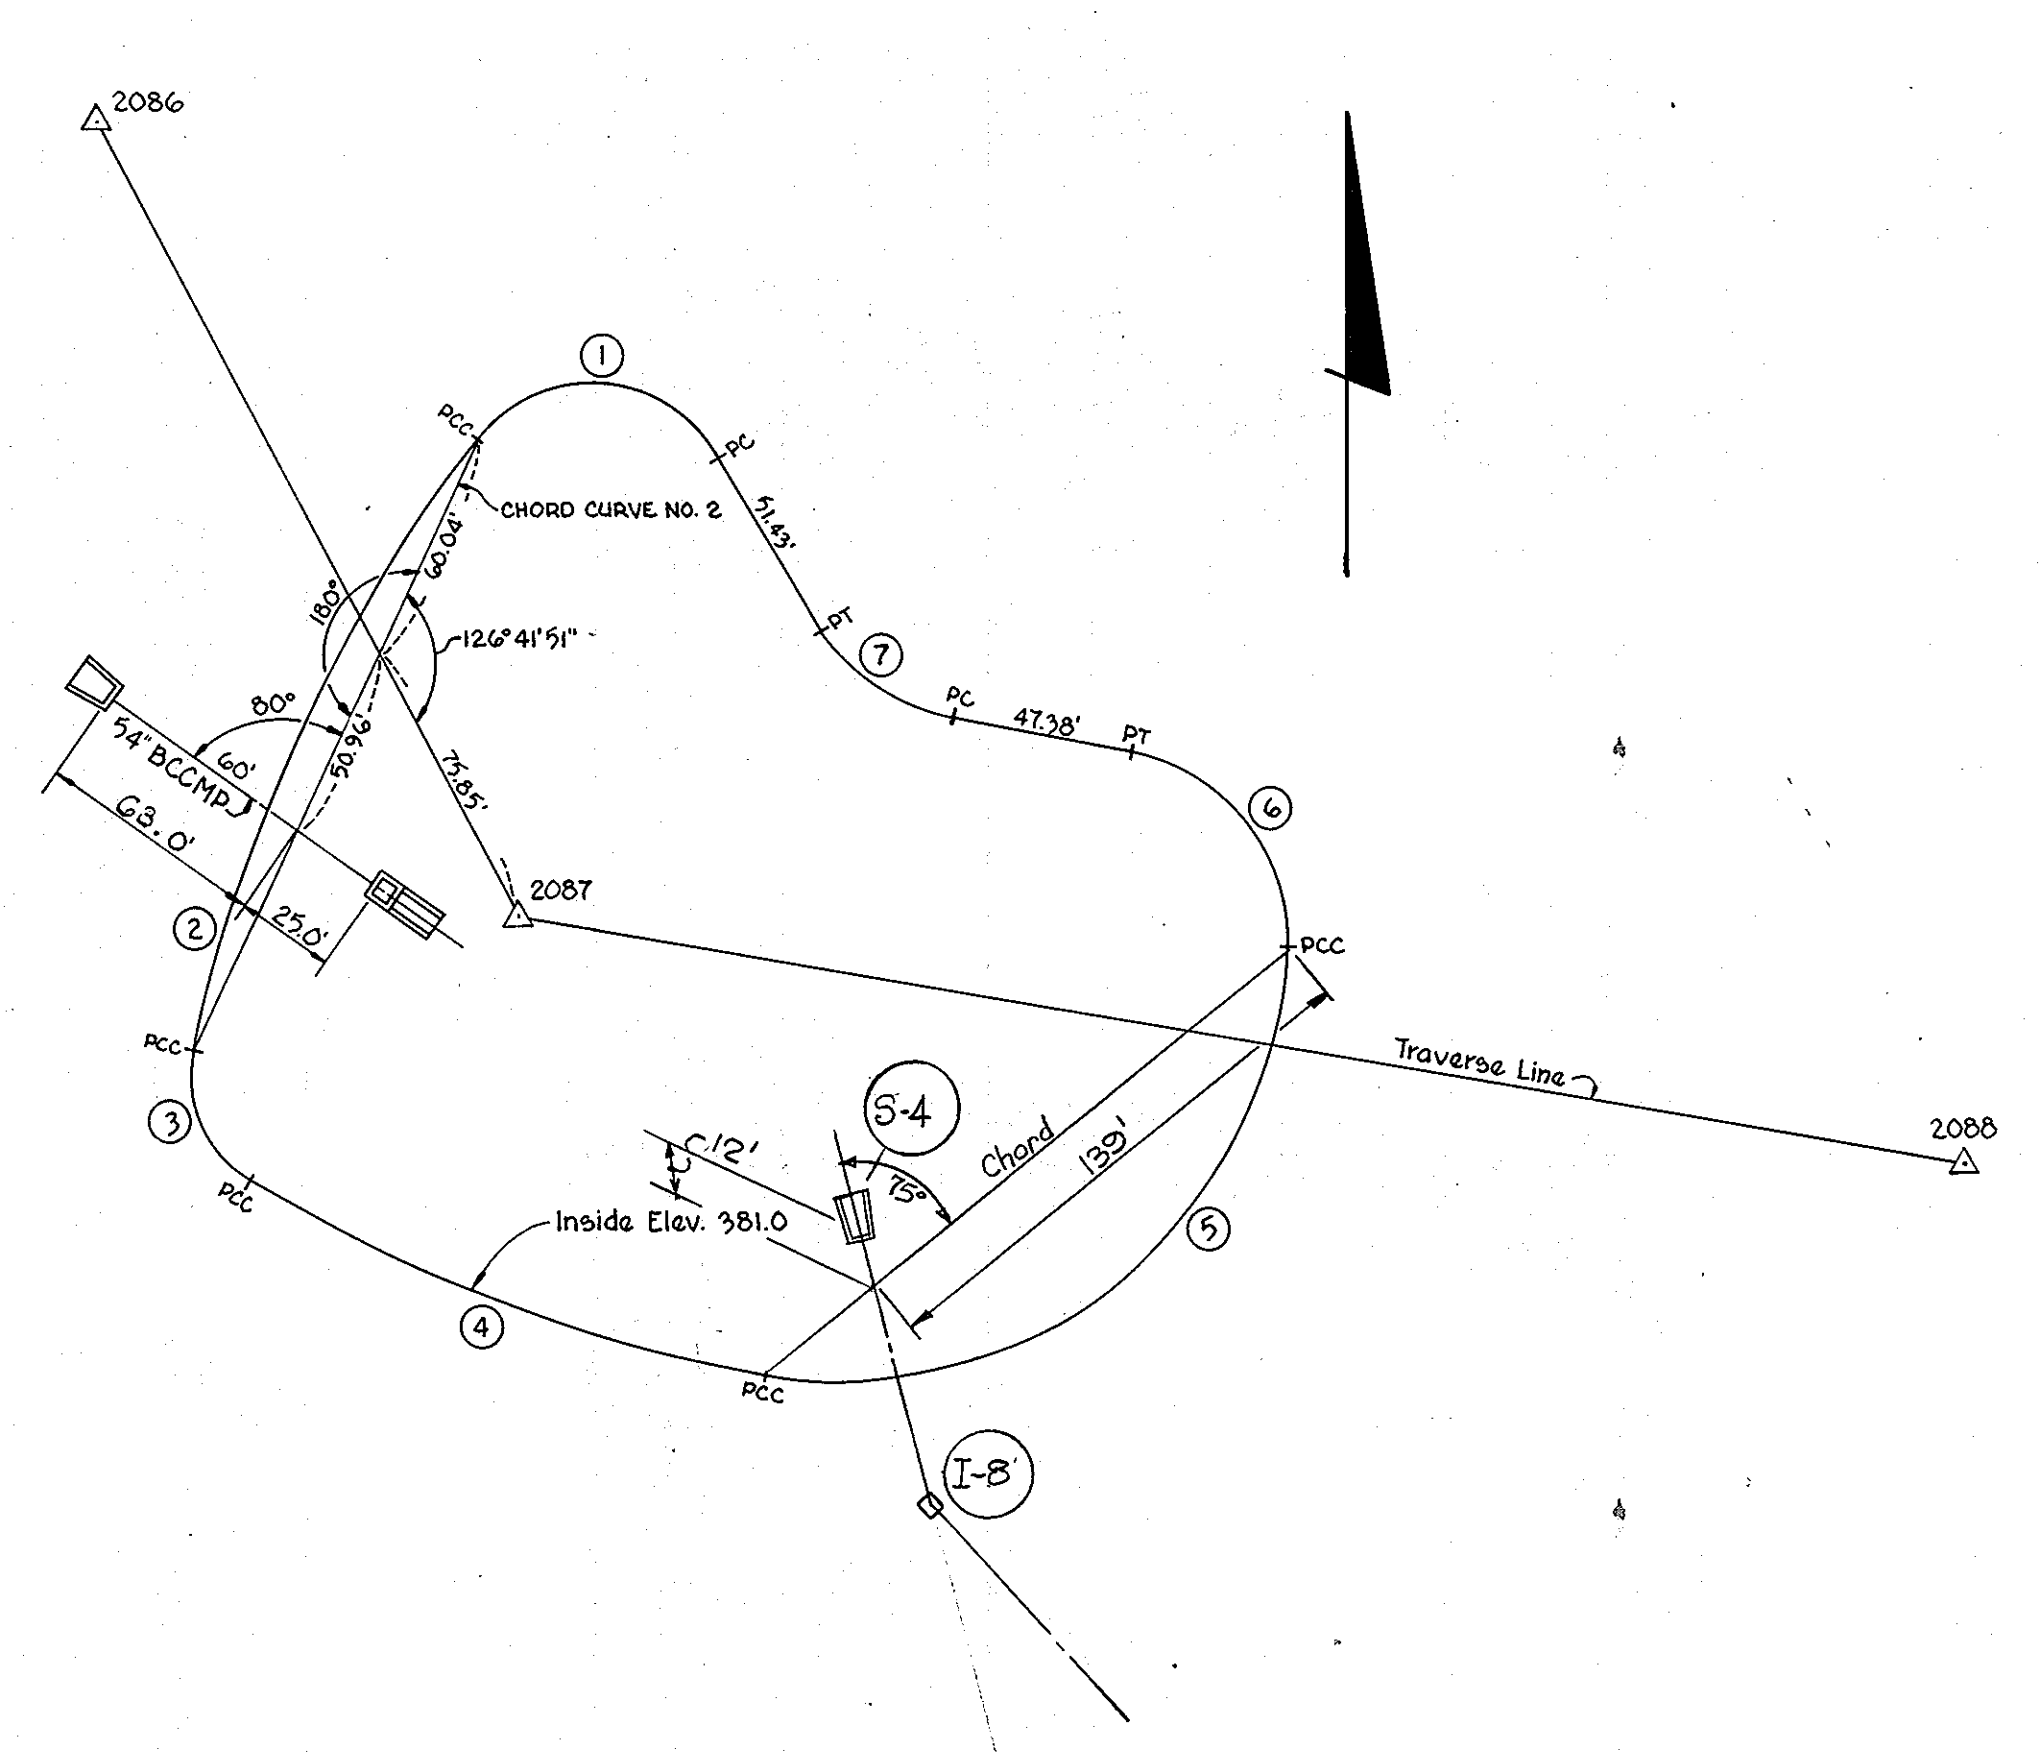 2086
1
PCC
PC
CHORD CURVE NO. 2
60.04'
51.43'
180°
126°41'51"
PT
7
80°
PC
47.38'
PT
54" BCCMP
60'
50.96'
75.85'
63.0'
6
2087
2
25.0'
PCC
PCC
Traverse Line
3
S-4
Chord
139'
2088
12'
75°
PCC
Inside Elev. 381.0
5
4
PCC
I-8